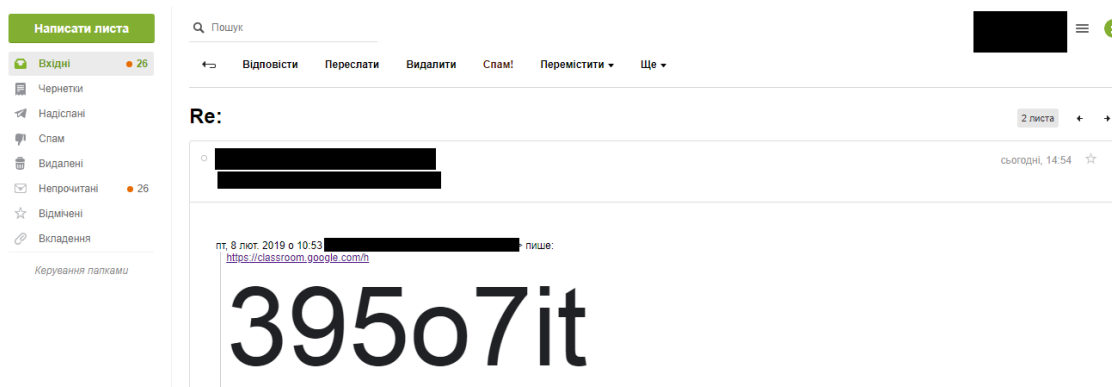 Написати листа
Вхідні 26
Чернетки
Надіслані
Спам
Видалені
Непрочитані 26
Відмічені
Вкладення
Керування папками
Пошук
Відповісти Переслати Видалити Спам! Перемістити Ще
Re:
2 листа
сьогодні, 14:54
пт, 8 лют. 2019 о 10:53 пише:
https://classroom.google.com/h
395o7it